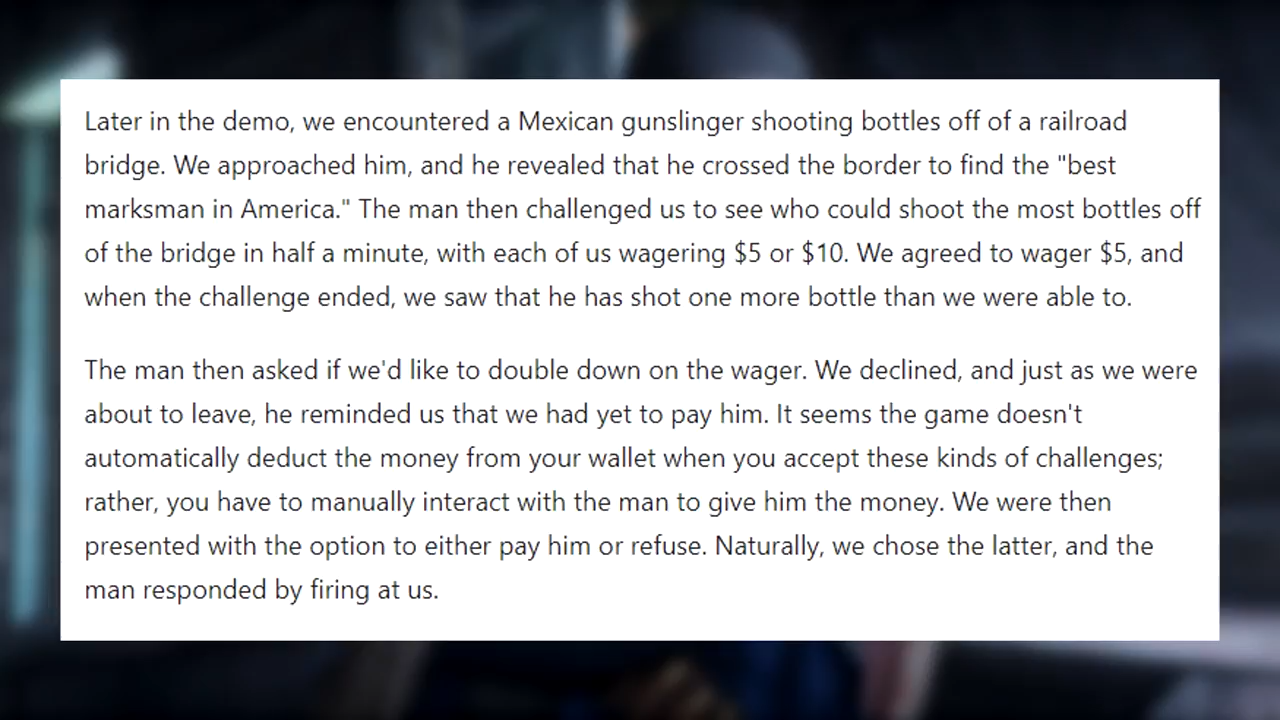 Later in the demo, we encountered a Mexican gunslinger shooting bottles off of a railroad
bridge. We approached him, and he revealed that he crossed the border to find the "best
marksman in America." The man then challenged us to see who could shoot the most bottles off
of the bridge in half a minute, with each of us wagering $5 or $10. We agreed to wager $5, and
when the challenge ended, we saw that he has shot one more bottle than we were able to.
The man then asked if we'd like to double down on the wager. We declined, and just as we were
about to leave, he reminded us that we had yet to pay him. It seems the game doesn't
automatically deduct the money from your wallet when you accept these kinds of challenges;
rather, you have to manually interact with the man to give him the money. We were then
presented with the option to either pay him or refuse. Naturally, we chose the latter, and the
man responded by firing at us.